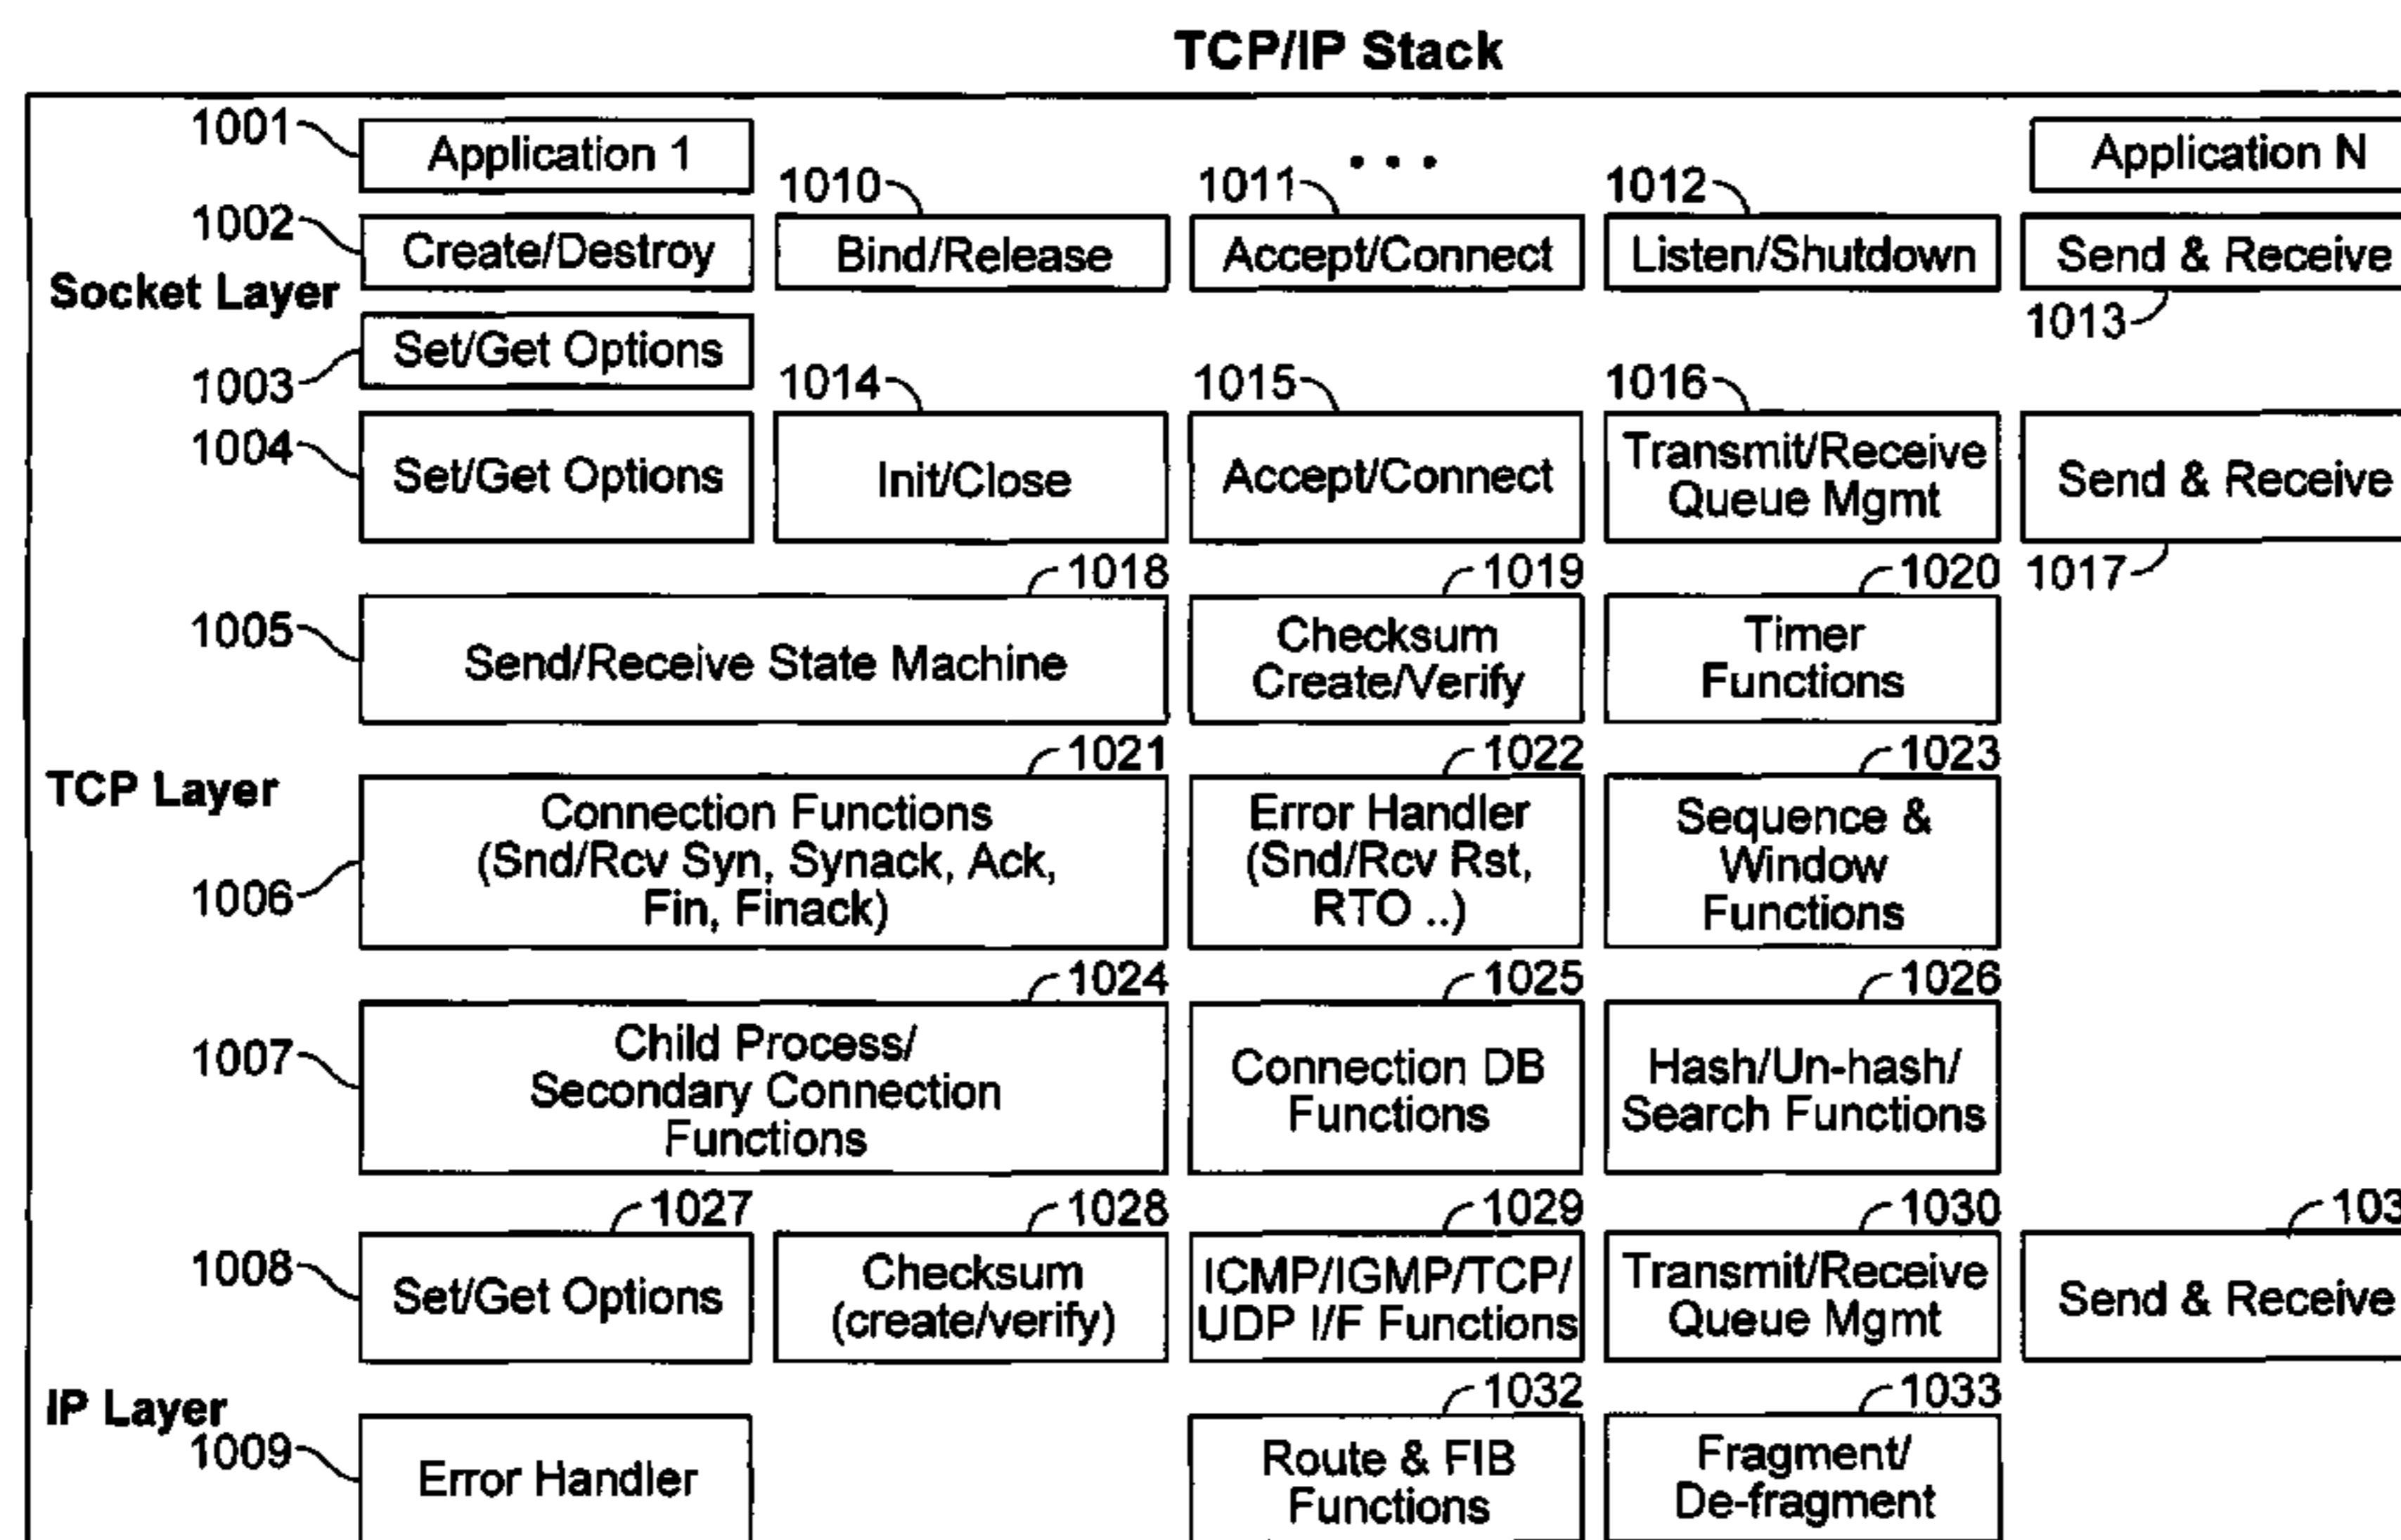 TCP/IP Stack
1001
Application 1
. . .
Application N
1010
1011
1012
1002
Create/Destroy
Bind/Release
Accept/Connect
Listen/Shutdown
Send & Receive
Socket Layer
1013
Set/Get Options
1003
1014
1015
1016
1004
Set/Get Options
Init/Close
Accept/Connect
Transmit/Receive
Queue Mgmt
Send & Receive
1018
1019
1020
1017
1005
Send/Receive State Machine
Checksum
Create/Verify
Timer
Functions
1021
1022
1023
TCP Layer
1006
Connection Functions
(Snd/Rcv Syn, Synack, Ack,
Fin, Finack)
Error Handler
(Snd/Rcv Rst,
RTO ..)
Sequence &
Window
Functions
1024
1025
1026
1007
Child Process/
Secondary Connection
Functions
Connection DB
Functions
Hash/Un-hash/
Search Functions
1027
1028
1029
1030
1008
Set/Get Options
Checksum
(create/verify)
ICMP/IGMP/TCP/
UDP I/F Functions
Transmit/Receive
Queue Mgmt
Send & Receive
IP Layer
1032
1033
1009
Error Handler
Route & FIB
Functions
Fragment/
De-fragment